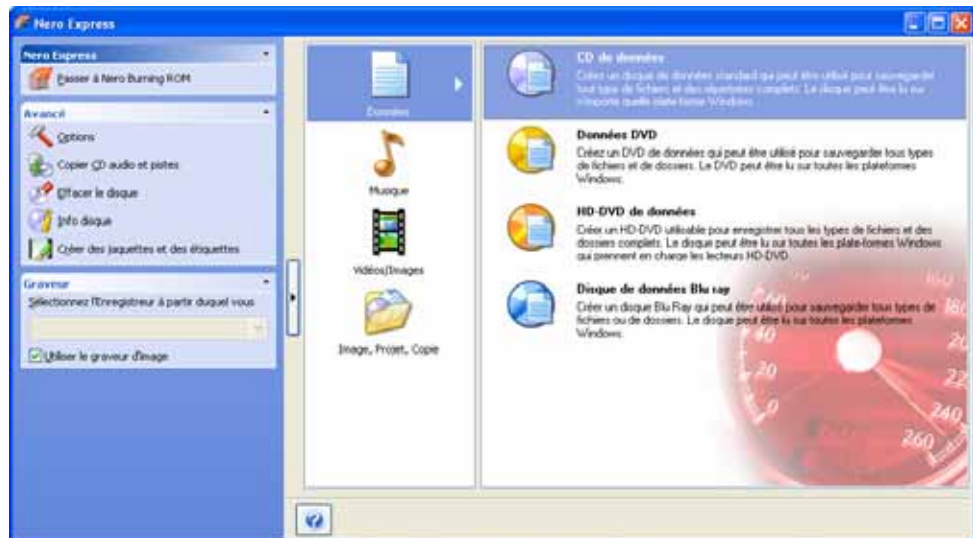 Nero Express
Nero Express
Passer à Nero Burning ROM
Avancé
Options
Copier CD audio et pistes
Effacer le disque
Info disque
Créer des jaquettes et des étiquettes
Graveur
Sélectionnez l'Enregistreur à partir duquel vous
Utiliser le graveur d'image
Données
Musique
Vidéos/Images
Image, Projet, Copie
CD de données
Créez un disque de données standard qui peut être utilisé pour sauvegarder
tout type de fichiers et des répertoires complets. Le disque peut être lu sur
n'importe quelle plate-forme Windows.
Données DVD
Créez un DVD de données qui peut être utilisé pour sauvegarder tous types
de fichiers et de dossiers. Le DVD peut être lu sur toutes les plateformes
Windows.
HD-DVD de données
Créer un HD-DVD utilisable pour enregistrer tous les types de fichiers et des
dossiers complets. Le disque peut être lu sur toutes les plate-formes Windows
qui prennent en charge les lecteurs HD-DVD.
Disque de données Blu ray
Créer un disque Blu Ray qui peut être utilisé pour sauvegarder tous types de
fichiers ou de dossiers. Le disque peut être lu sur toutes les plateformes
Windows.
0
20
40
220
240
260